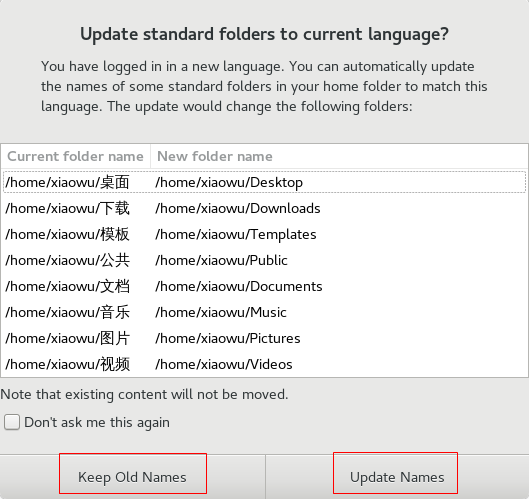 Update standard folders to current language?
You have logged in in a new language. You can automatically update
the names of some standard folders in your home folder to match this
language. The update would change the following folders:
Current folder name New folder name
/home/xiaowu/桌面 /home/xiaowu/Desktop
/home/xiaowu/下载 /home/xiaowu/Downloads
/home/xiaowu/模板 /home/xiaowu/Templates
/home/xiaowu/公共 /home/xiaowu/Public
/home/xiaowu/文档 /home/xiaowu/Documents
/home/xiaowu/音乐 /home/xiaowu/Music
/home/xiaowu/图片 /home/xiaowu/Pictures
/home/xiaowu/视频 /home/xiaowu/Videos
Note that existing content will not be moved.
Don't ask me this again
Keep Old Names Update Names